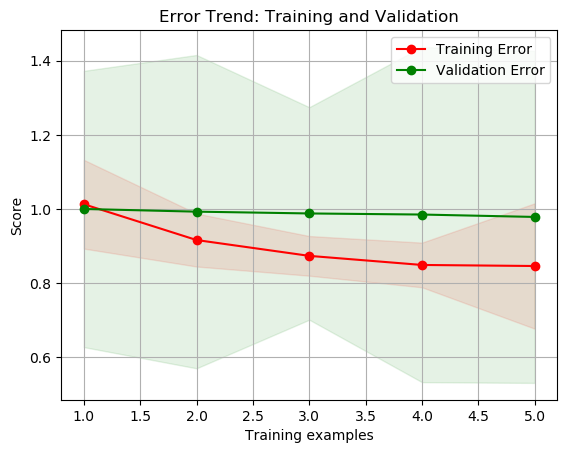 Error Trend: Training and Validation
Training Error
Validation Error
Score
1.4
1.2
1.0
0.8
0.6
1.0 1.5 2.0 2.5 3.0 3.5 4.0 4.5 5.0
Training examples